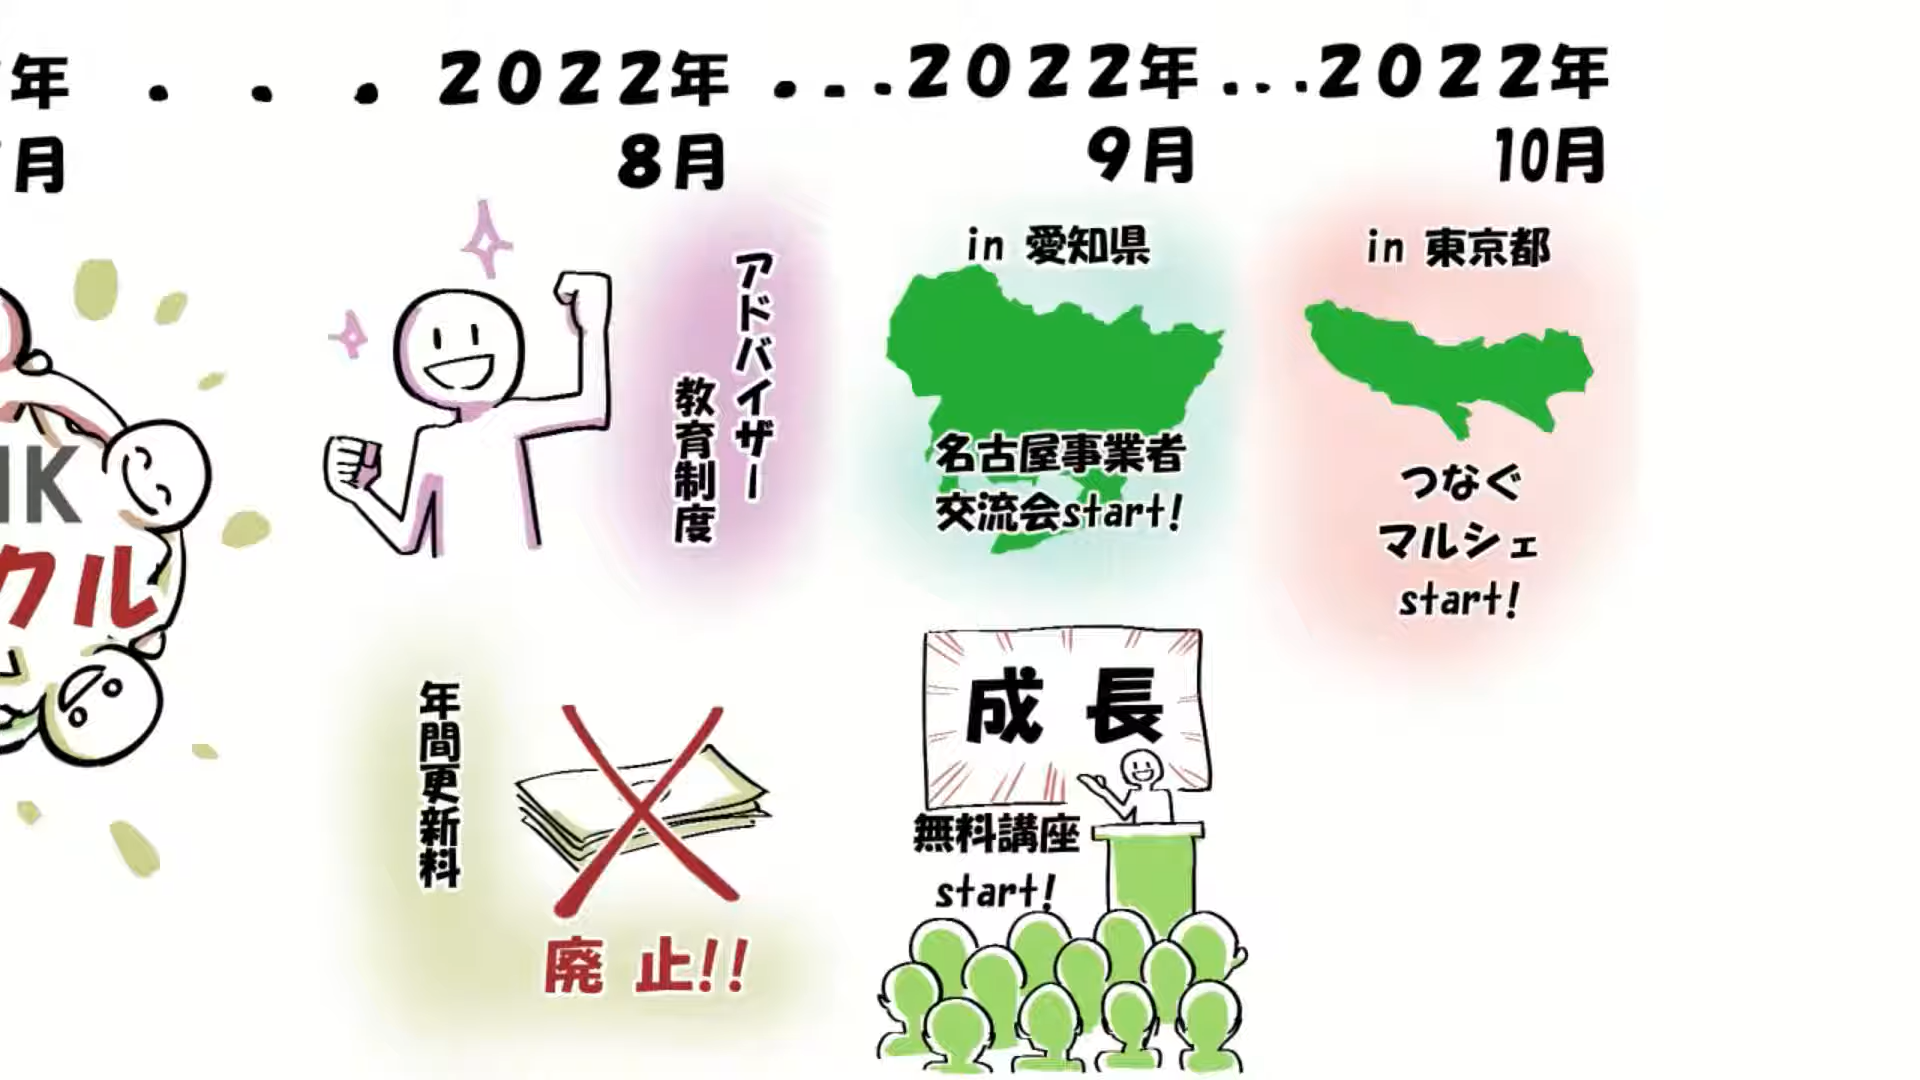 年...2022年...2022年...2022年
月
8月
9月
10月
アドバイザー
教育制度
in 愛知県
名古屋事業者
交流会start!
in 東京都
つなぐ
マルシェ
start!
クル
年間更新料
廃止!!
成長
無料講座
start!